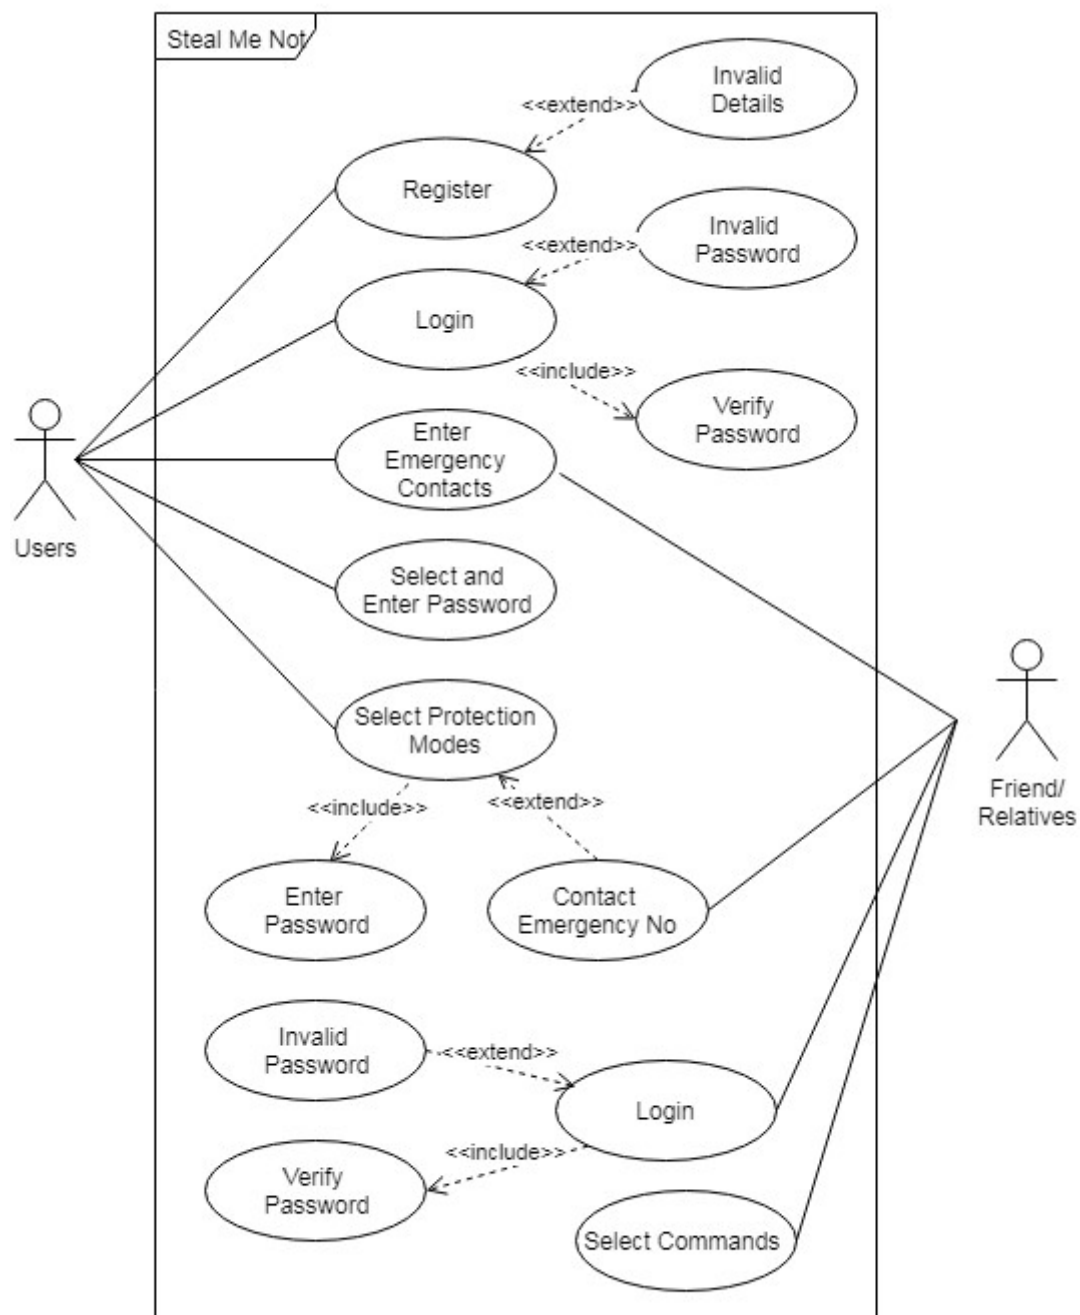 Steal Me Not
Invalid
Details
<<extend>>
Register
Invalid
Password
<<extend>>
Login
<<include>>
Verify
Password
Enter
Emergency
Contacts
Users
Select and
Enter Password
Select Protection
Modes
Friend/
Relatives
<<include>>
<<extend>>
Enter
Password
Contact
Emergency No
Invalid
Password
<<extend>>
Login
<<include>>
Verify
Password
Select Commands